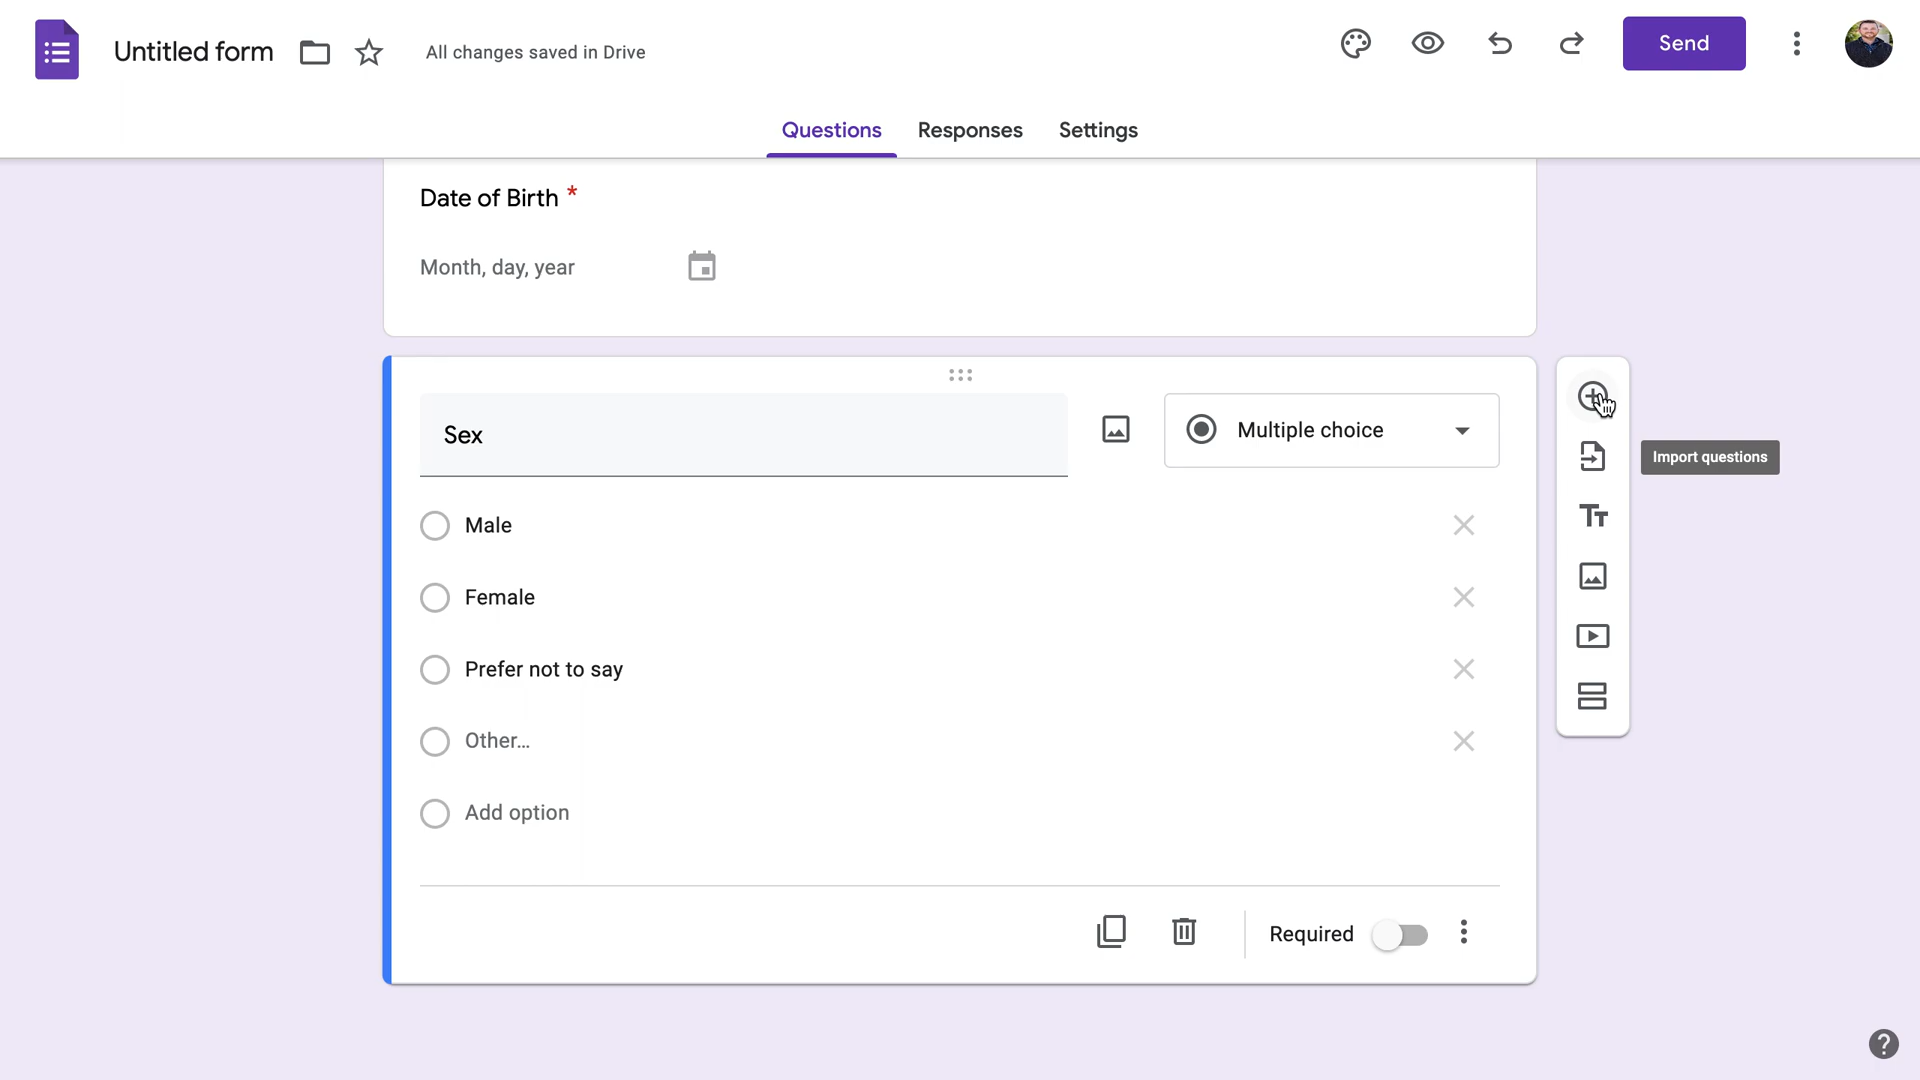 Untitled form
All changes saved in Drive
Send
Questions Responses Settings
Date of Birth *
Month, day, year
Sex
Multiple choice
Import questions
Male
Female
Prefer not to say
Other...
Add option
Required